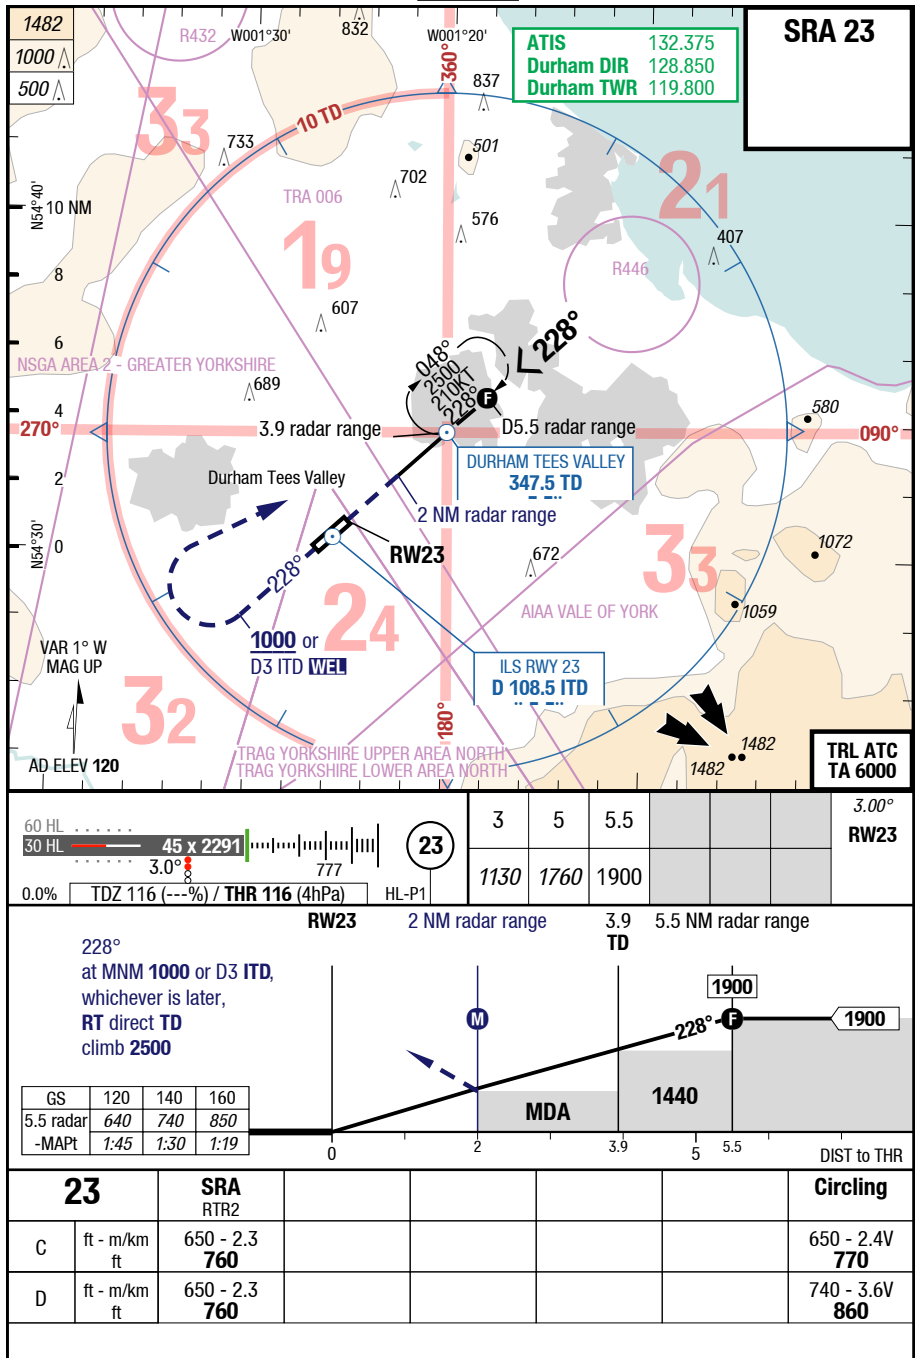 SRA 23
1482
1000
500
R432
W001°30'
832
W001°20'
360°
ATIS 132.375
Durham DIR 128.850
Durham TWR 119.800
837
10 TD
33
733
501
702
21
N54°40'
10 NM
TRA 006
576
407
19
R446
8
607
6
228°
048°
2500
210KT
228°
NSGA AREA 2 - GREATER YORKSHIRE
689
F
580
4
270°
3.9 radar range
D5.5 radar range
090°
DURHAM TEES VALLEY
347.5 TD
Durham Tees Valley
2
2 NM radar range
N54°30'
0
RW23
672
1072
33
228°
24
AIAA VALE OF YORK
1059
1000 or
D3 ITD WEL
VAR 1° W
MAG UP
ILS RWY 23
D 108.5 ITD
32
180°
1482
1482
TRAG YORKSHIRE UPPER AREA NORTH
TRAG YORKSHIRE LOWER AREA NORTH
AD ELEV 120
TRL ATC
TA 6000
60 HL
30 HL
45 x 2291
3.0°
777
23
0.0%
TDZ 116 (---%) / THR 116 (4hPa)
HL-P1
3 5 5.5
1130 1760 1900
3.00°
RW23
RW23 2 NM radar range 3.9 5.5 NM radar range
TD
228°
at MNM 1000 or D3 ITD,
whichever is later,
RT direct TD
climb 2500
1900
M
228°
F
1900
MDA
1440
GS 120 140 160
5.5 radar 640 740 850
-MAPt 1:45 1:30 1:19
0 2 3.9 5 5.5
DIST to THR
23 SRA Circling
RTR2
C ft - m/km 650 - 2.3 650 - 2.4V
ft 760 770
D ft - m/km 650 - 2.3 740 - 3.6V
ft 760 860